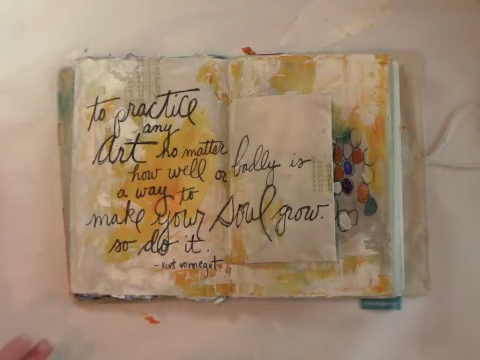 to practice
any
Art no matter
how well or badly is
a way to
make your Soul grow.
so do it.
- Kurt Vonnegut